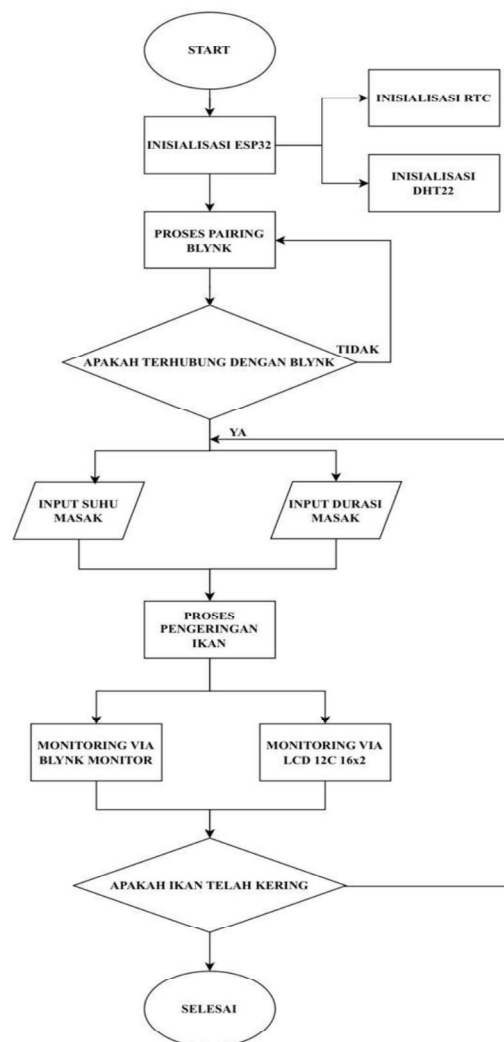 START
INISIALISASI RTC
INISIALISASI ESP32
INISIALISASI
DHT22
PROSES PAIRING
BLYNK
TIDAK
APAKAH TERHUBUNG DENGAN BLYNK
YA
INPUT SUHU
MASAK
INPUT DURASI
MASAK
PROSES
PENGERINGAN
IKAN
MONITORING VIA
BLYNK MONITOR
MONITORING VIA
LCD 12C 16x2
APAKAH IKAN TELAH KERING
SELESAI